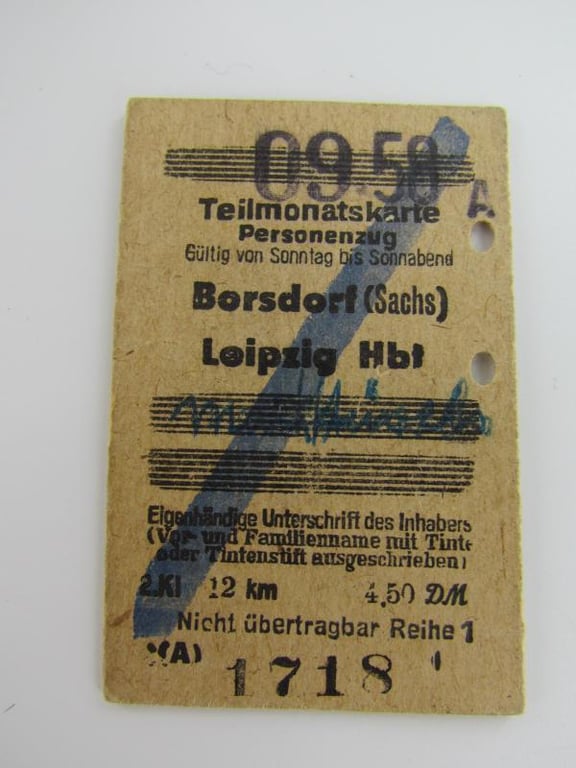 09.58
A
Teilmonatskarte
Personenzug
Gültig von Sonntag bis Sonnabend
Borsdorf (Sachs)
Leipzig Hbf
Eigenhändige Unterschrift des Inhabers
(Vor- und Familienname mit Tinte
oder Tintenstift ausgeschrieben)
2.Kl 12 km 4,50 DM
Nicht übertragbar Reihe 1
(A)
1718